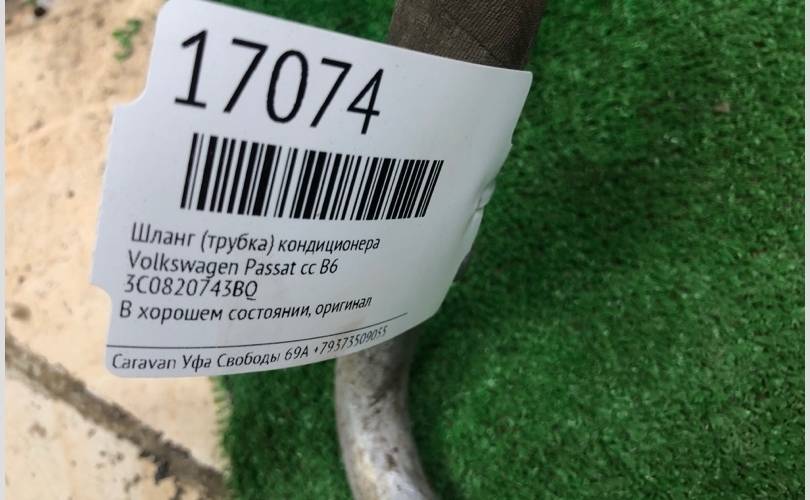 17074
Шланг (трубка) кондиционера
Volkswagen Passat cc B6
3C0820743BQ
В хорошем состоянии, оригинал
Caravan Уфа Свободы 69А +79373509055